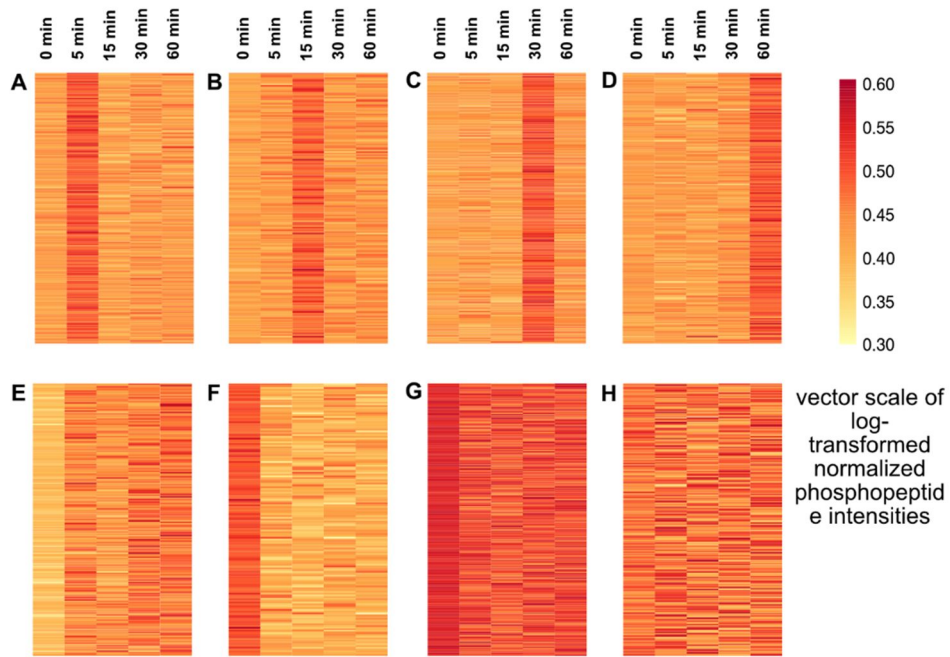 0 min 5 min 15 min 30 min 60 min 0 min 5 min 15 min 30 min 60 min 0 min 5 min 15 min 30 min 60 min 0 min 5 min 15 min 30 min 60 min
A B C D
0.60
0.55
0.50
0.45
0.40
0.35
0.30
E F G H
vector scale of
log-
transformed
normalized
phosphopeptid
e intensities